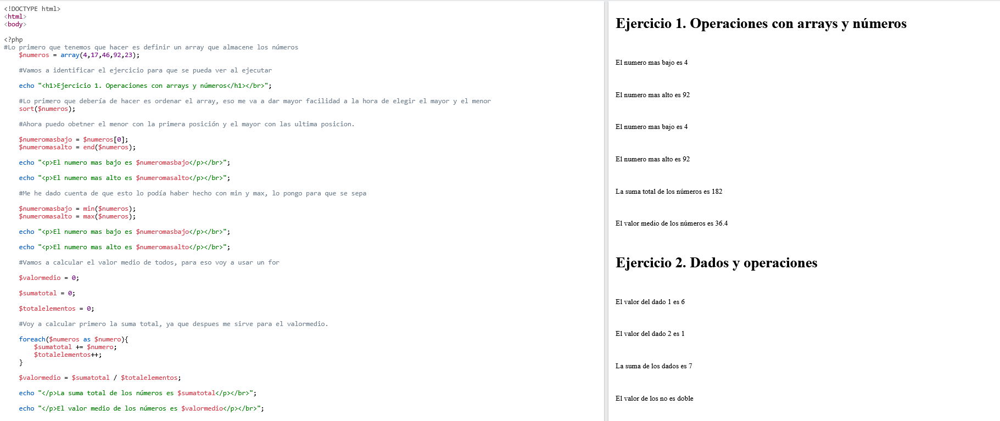 <!DOCTYPE html>
<html>
<body>
<?php
#Lo primero que tenemos que hacer es definir un array que almacene los números
$numeros = array(4,17,46,92,23);
#Vamos a identificar el ejercicio para que se pueda ver al ejecutar
echo "<h1>Ejercicio 1. Operaciones con arrays y números</h1></br>";
#Lo primero que debería de hacer es ordenar el array, eso me va a dar mayor facilidad a la hora de elegir el mayor y el menor
sort($numeros);
#Ahora puedo obetner el menor con la primera posición y el mayor con las ultima posicion.
$numeromasbajo = $numeros[0];
$numeromasalto = end($numeros);
echo "<p>El numero mas bajo es $numeromasbajo</p></br>";
echo "<p>El numero mas alto es $numeromasalto</p></br>";
#Me he dado cuenta de que esto lo podía haber hecho con min y max, lo pongo para que se sepa
$numeromasbajo = min($numeros);
$numeromasalto = max($numeros);
echo "<p>El numero mas bajo es $numeromasbajo</p></br>";
echo "<p>El numero mas alto es $numeromasalto</p></br>";
#Vamos a calcular el valor medio de todos, para eso voy a usar un for
$valormedio = 0;
$sumatotal = 0;
$totalelementos = 0;
#Voy a calcular primero la suma total, ya que despues me sirve para el valormedio.
foreach($numeros as $numero){
$sumatotal += $numero;
$totalelementos++;
}
$valormedio = $sumatotal / $totalelementos;
echo "</p>La suma total de los números es $sumatotal</p></br>";
echo "</p>El valor medio de los números es $valormedio</p></br>";
Ejercicio 1. Operaciones con arrays y números
El numero mas bajo es 4
El numero mas alto es 92
El numero mas bajo es 4
El numero mas alto es 92
La suma total de los números es 182
El valor medio de los números es 36.4
Ejercicio 2. Dados y operaciones
El valor del dado 1 es 6
El valor del dado 2 es 1
La suma de los dados es 7
El valor de los no es doble